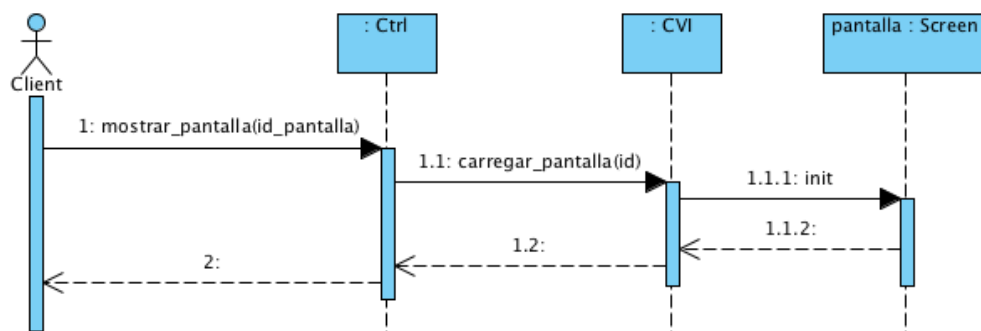 : Ctrl
: CVI
pantalla : Screen
Client
1: mostrar_pantalla(id_pantalla)
1.1: carregar_pantalla(id)
1.1.1: init
1.1.2:
1.2:
2: